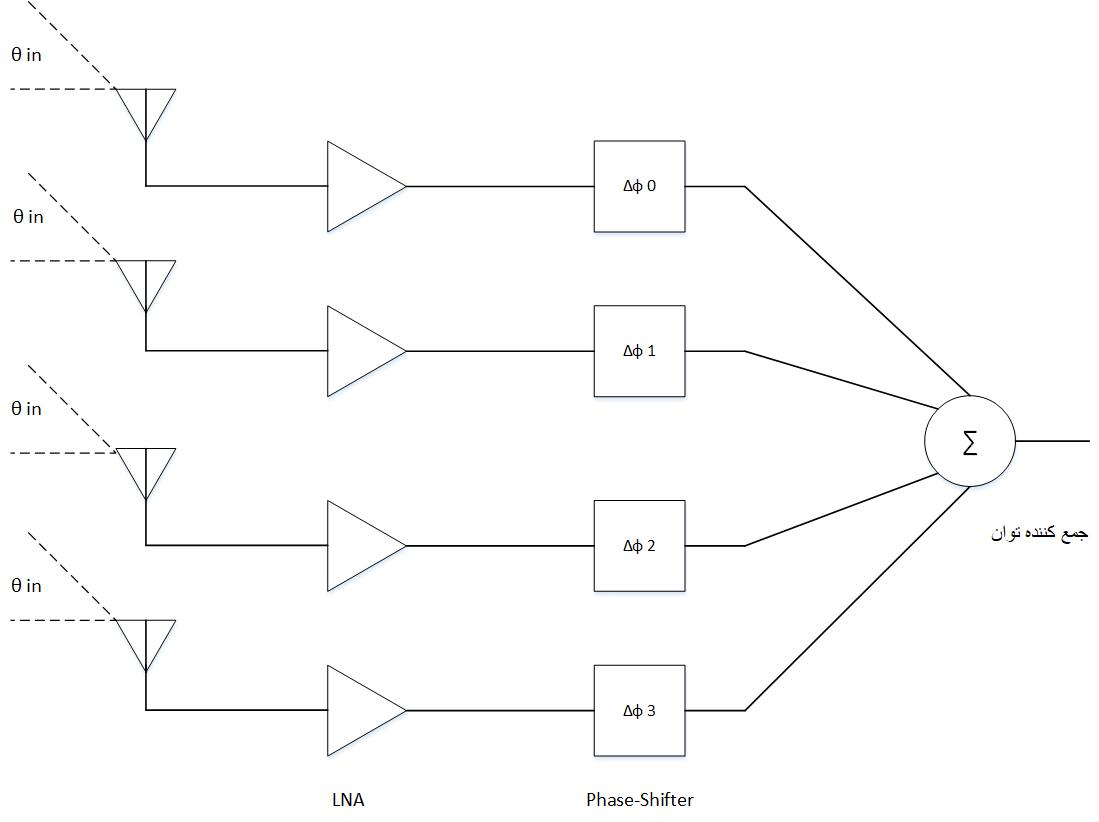 θ in
Δϕ 0
θ in
Δϕ 1
θ in
Σ
جمع کننده توان
Δϕ 2
θ in
Δϕ 3
LNA
Phase-Shifter